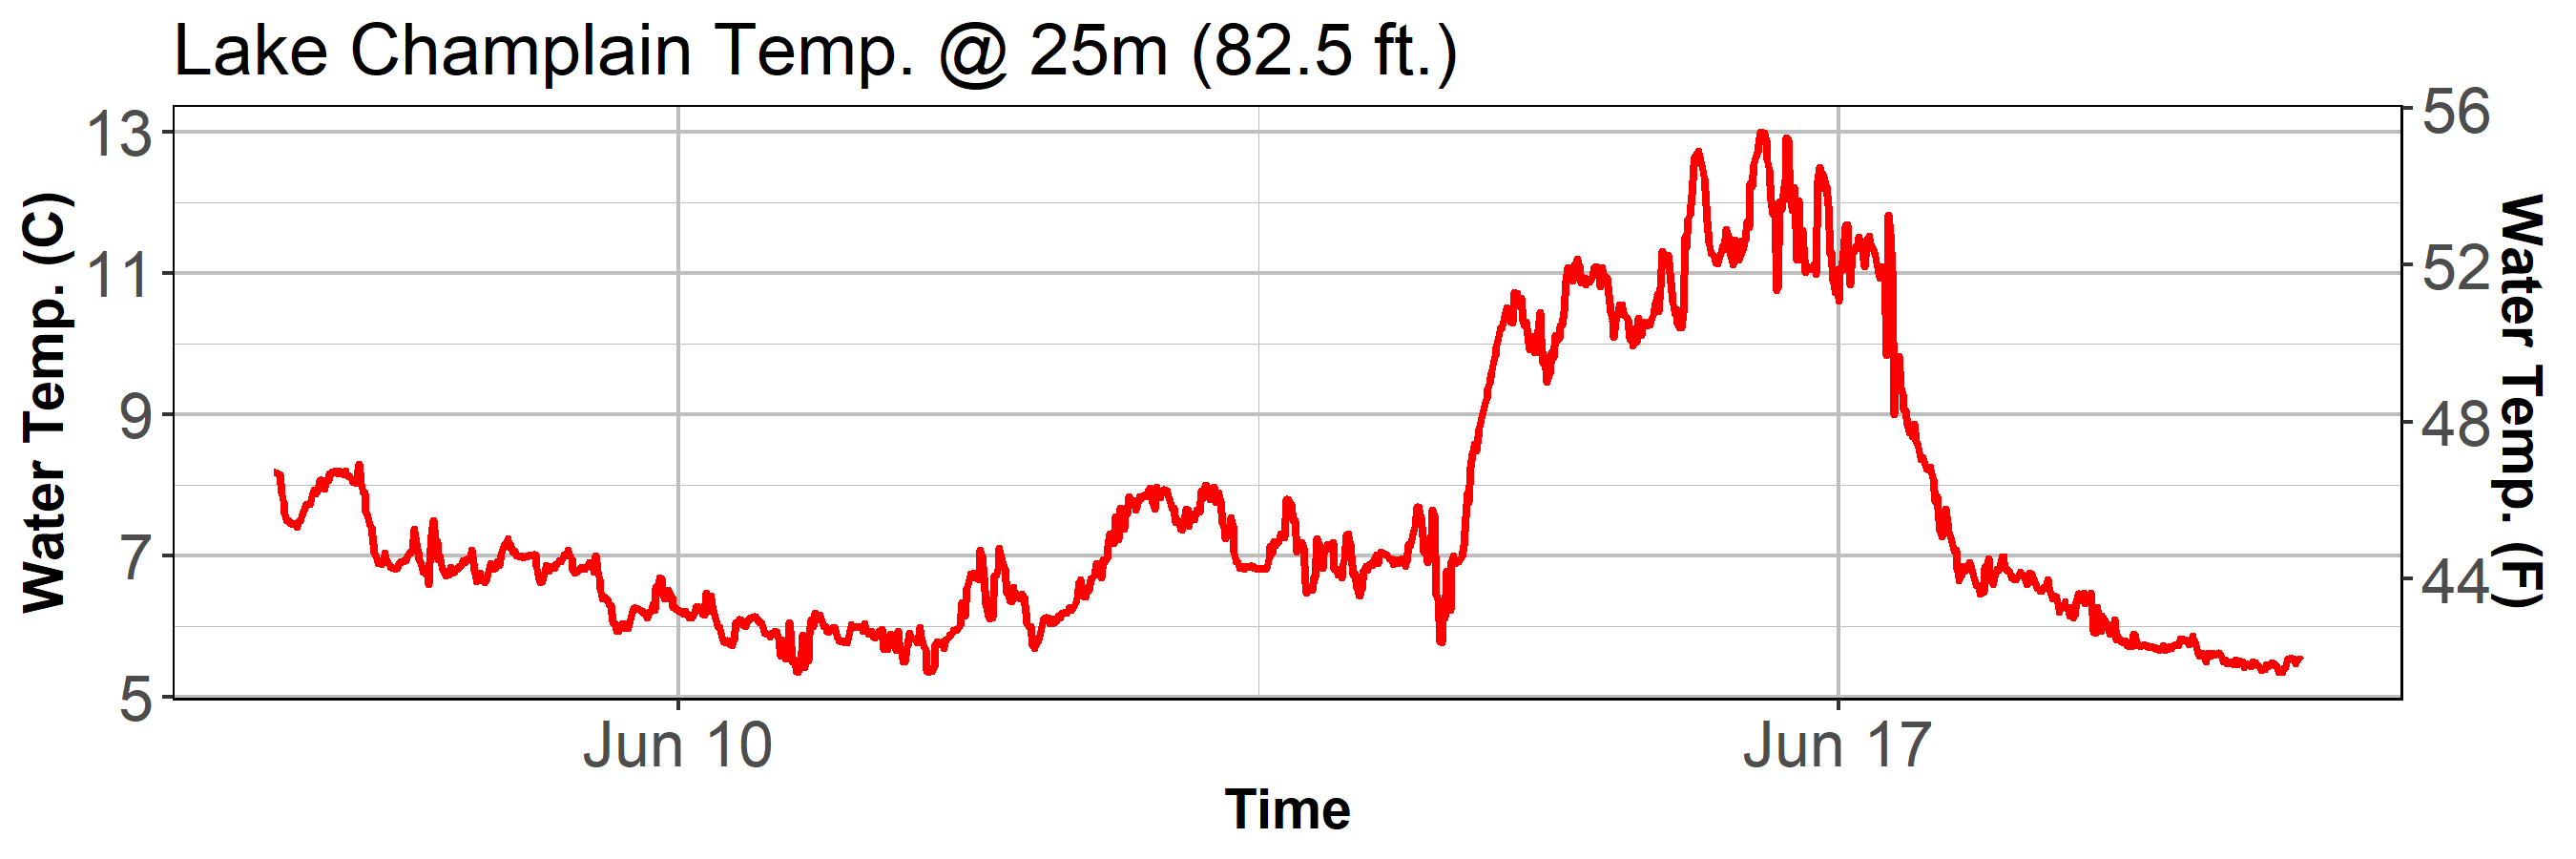 Lake Champlain Temp. @ 25m (82.5 ft.)
Water Temp. (C)
13
11
9
7
5
56
52
48
44
Water Temp. (F)
Jun 10
Jun 17
Time